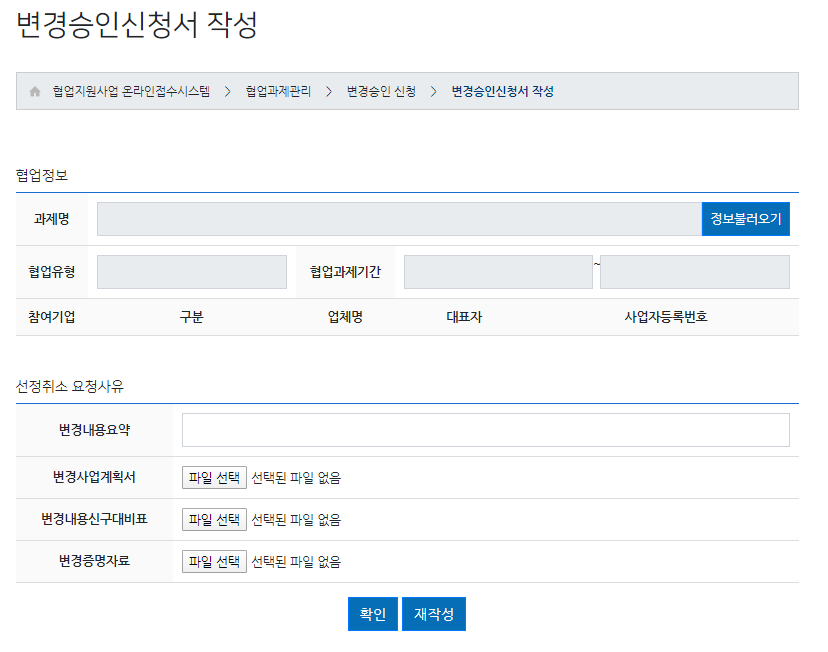 변경승인신청서 작성
협업지원사업 온라인접수시스템 > 협업과제관리 > 변경승인 신청 > 변경승인신청서 작성
협업정보
과제명 정보불러오기
협업유형 협업과제기간 ~
참여기업 구분 업체명 대표자 사업자등록번호
선정취소 요청사유
변경내용요약
변경사업계획서 파일 선택 선택된 파일 없음
변경내용신구대비표 파일 선택 선택된 파일 없음
변경증명자료 파일 선택 선택된 파일 없음
확인 재작성